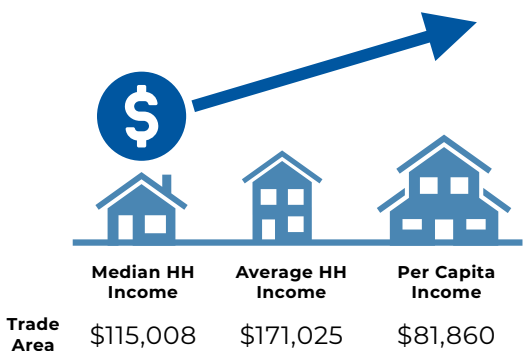 $
Median HH
Income
Average HH
Income
Per Capita
Income
Trade
Area
$115,008
$171,025
$81,860